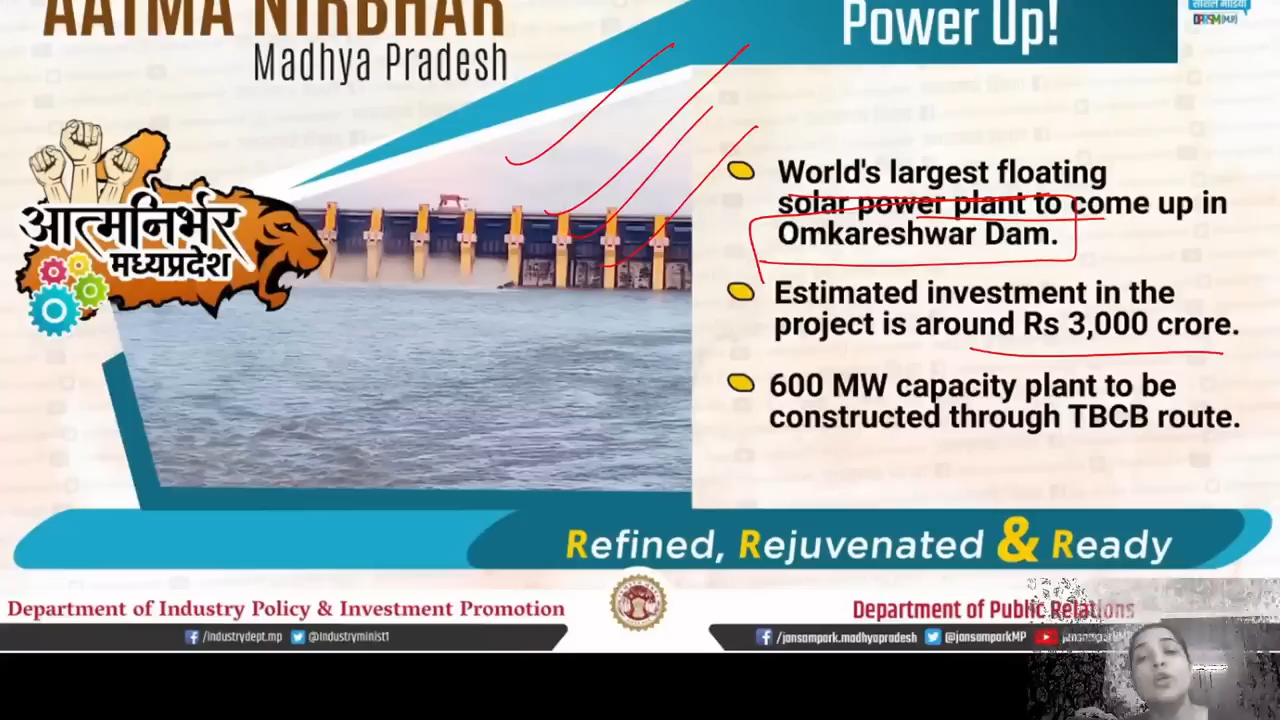 AATMA NIRBHAR
Madhya Pradesh
Power Up!
सोशल मीडिया
आत्मनिर्भर
मध्यप्रदेश
World's largest floating
solar power plant to come up in
Omkareshwar Dam.
Estimated investment in the
project is around Rs 3,000 crore.
600 MW capacity plant to be
constructed through TBCB route.
Refined, Rejuvenated & Ready
Department of Industry Policy & Investment Promotion
Department of Public Relations
/industrydept.mp @industryminist1
/jansampark.madhyapradesh @jansamparkMP